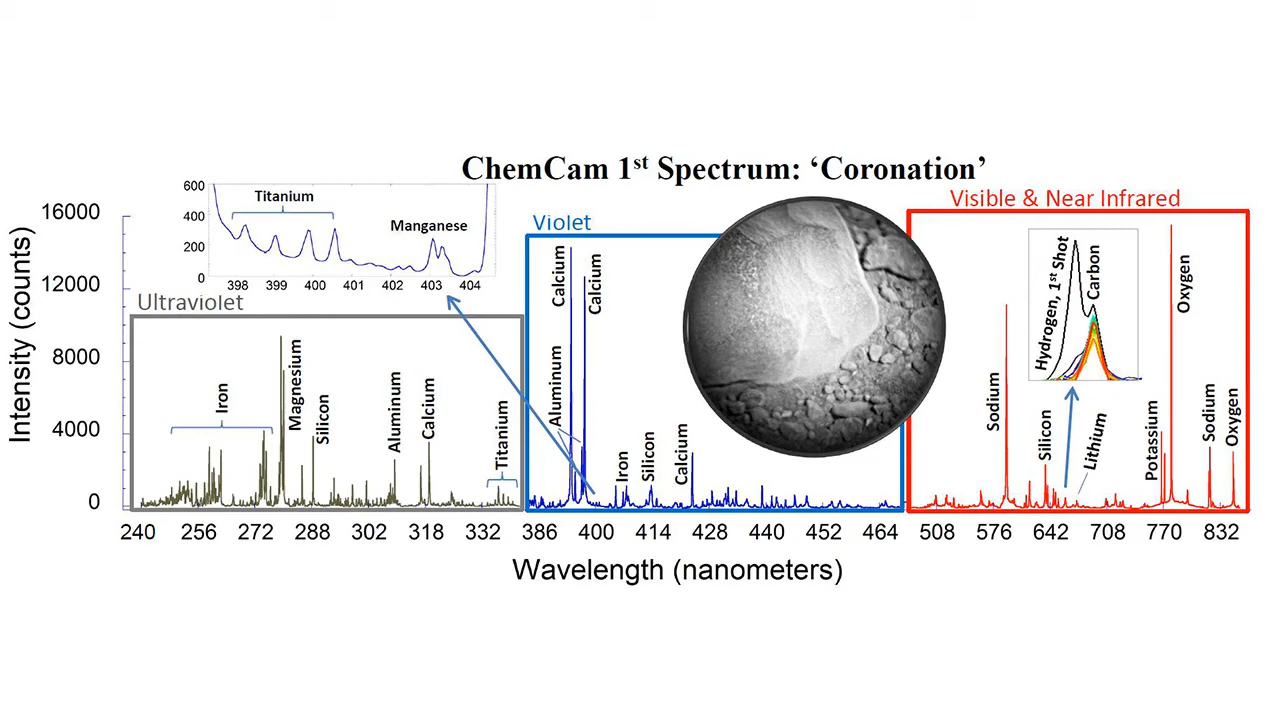 ChemCam 1st Spectrum: ‘Coronation’
Intensity (counts)
16000
12000
8000
4000
0
600
400
200
0
Titanium
Manganese
398 399 400 401 402 403 404
Ultraviolet
Iron
Magnesium
Silicon
Aluminum
Calcium
Titanium
Violet
Calcium
Calcium
Aluminum
Iron
Silicon
Calcium
Visible & Near Infrared
Hydrogen, 1st Shot
Carbon
Sodium
Silicon
Lithium
Potassium
Oxygen
Sodium
Oxygen
240 256 272 288 302 318 332 386 400 414 428 440 452 464 508 576 642 708 770 832
Wavelength (nanometers)